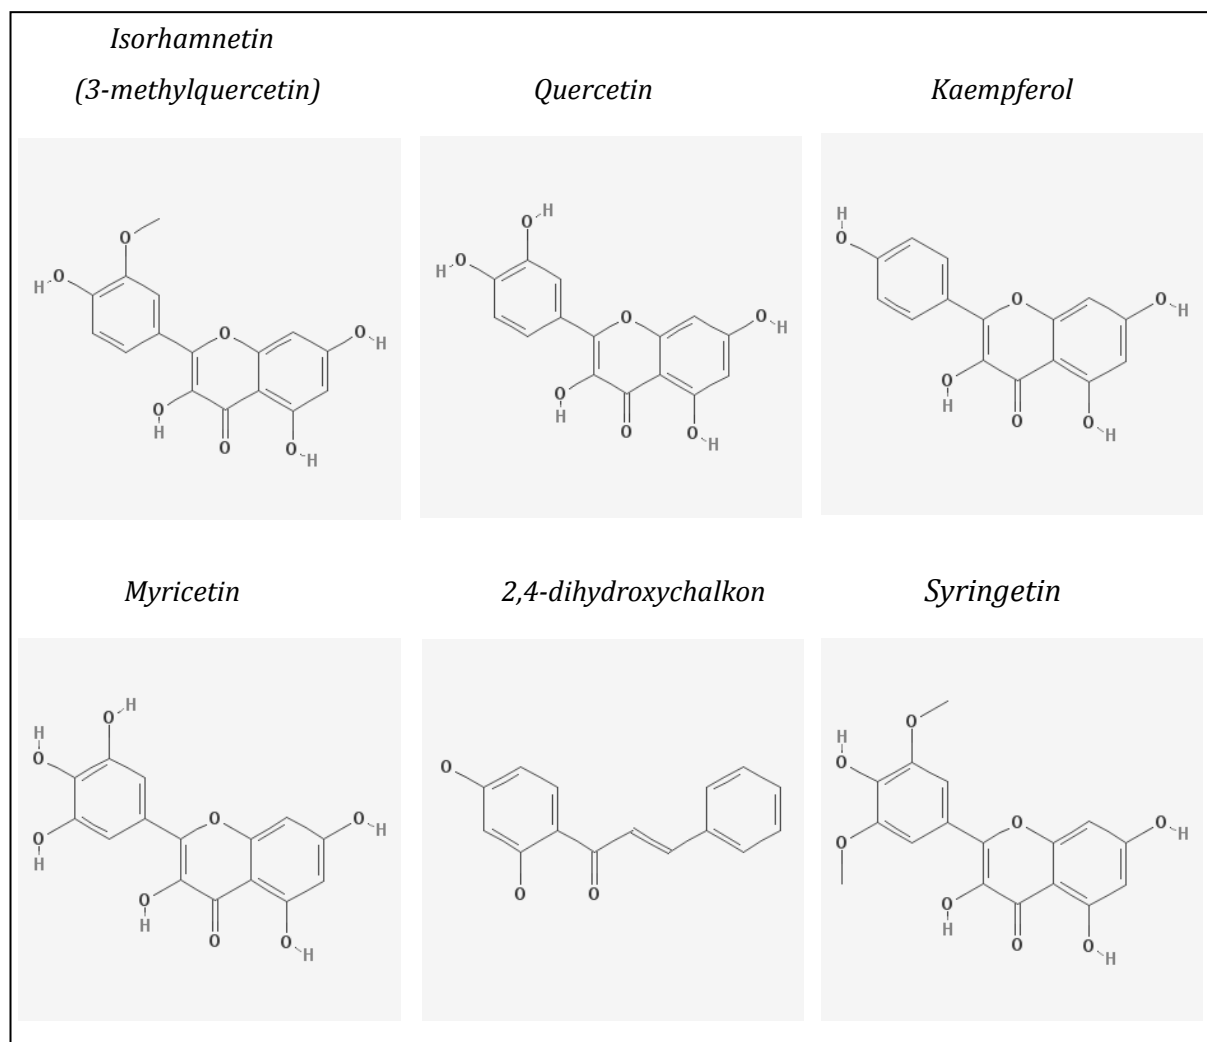 Isorhamnetin
(3-methylquercetin)
Quercetin
Kaempferol
O
H-O
O
O-H
O
H
O
O-H
O-H
H-O
O
O-H
O
H
O
O-H
H
O
O
O-H
O
H
O
O-H
Myricetin
2,4-dihydroxychalkon
Syringetin
O-H
H
O
O
H
O
O-H
O
H
O
O-H
O
O
O
O
H
O
O
O
O-H
O
H
O
O-H